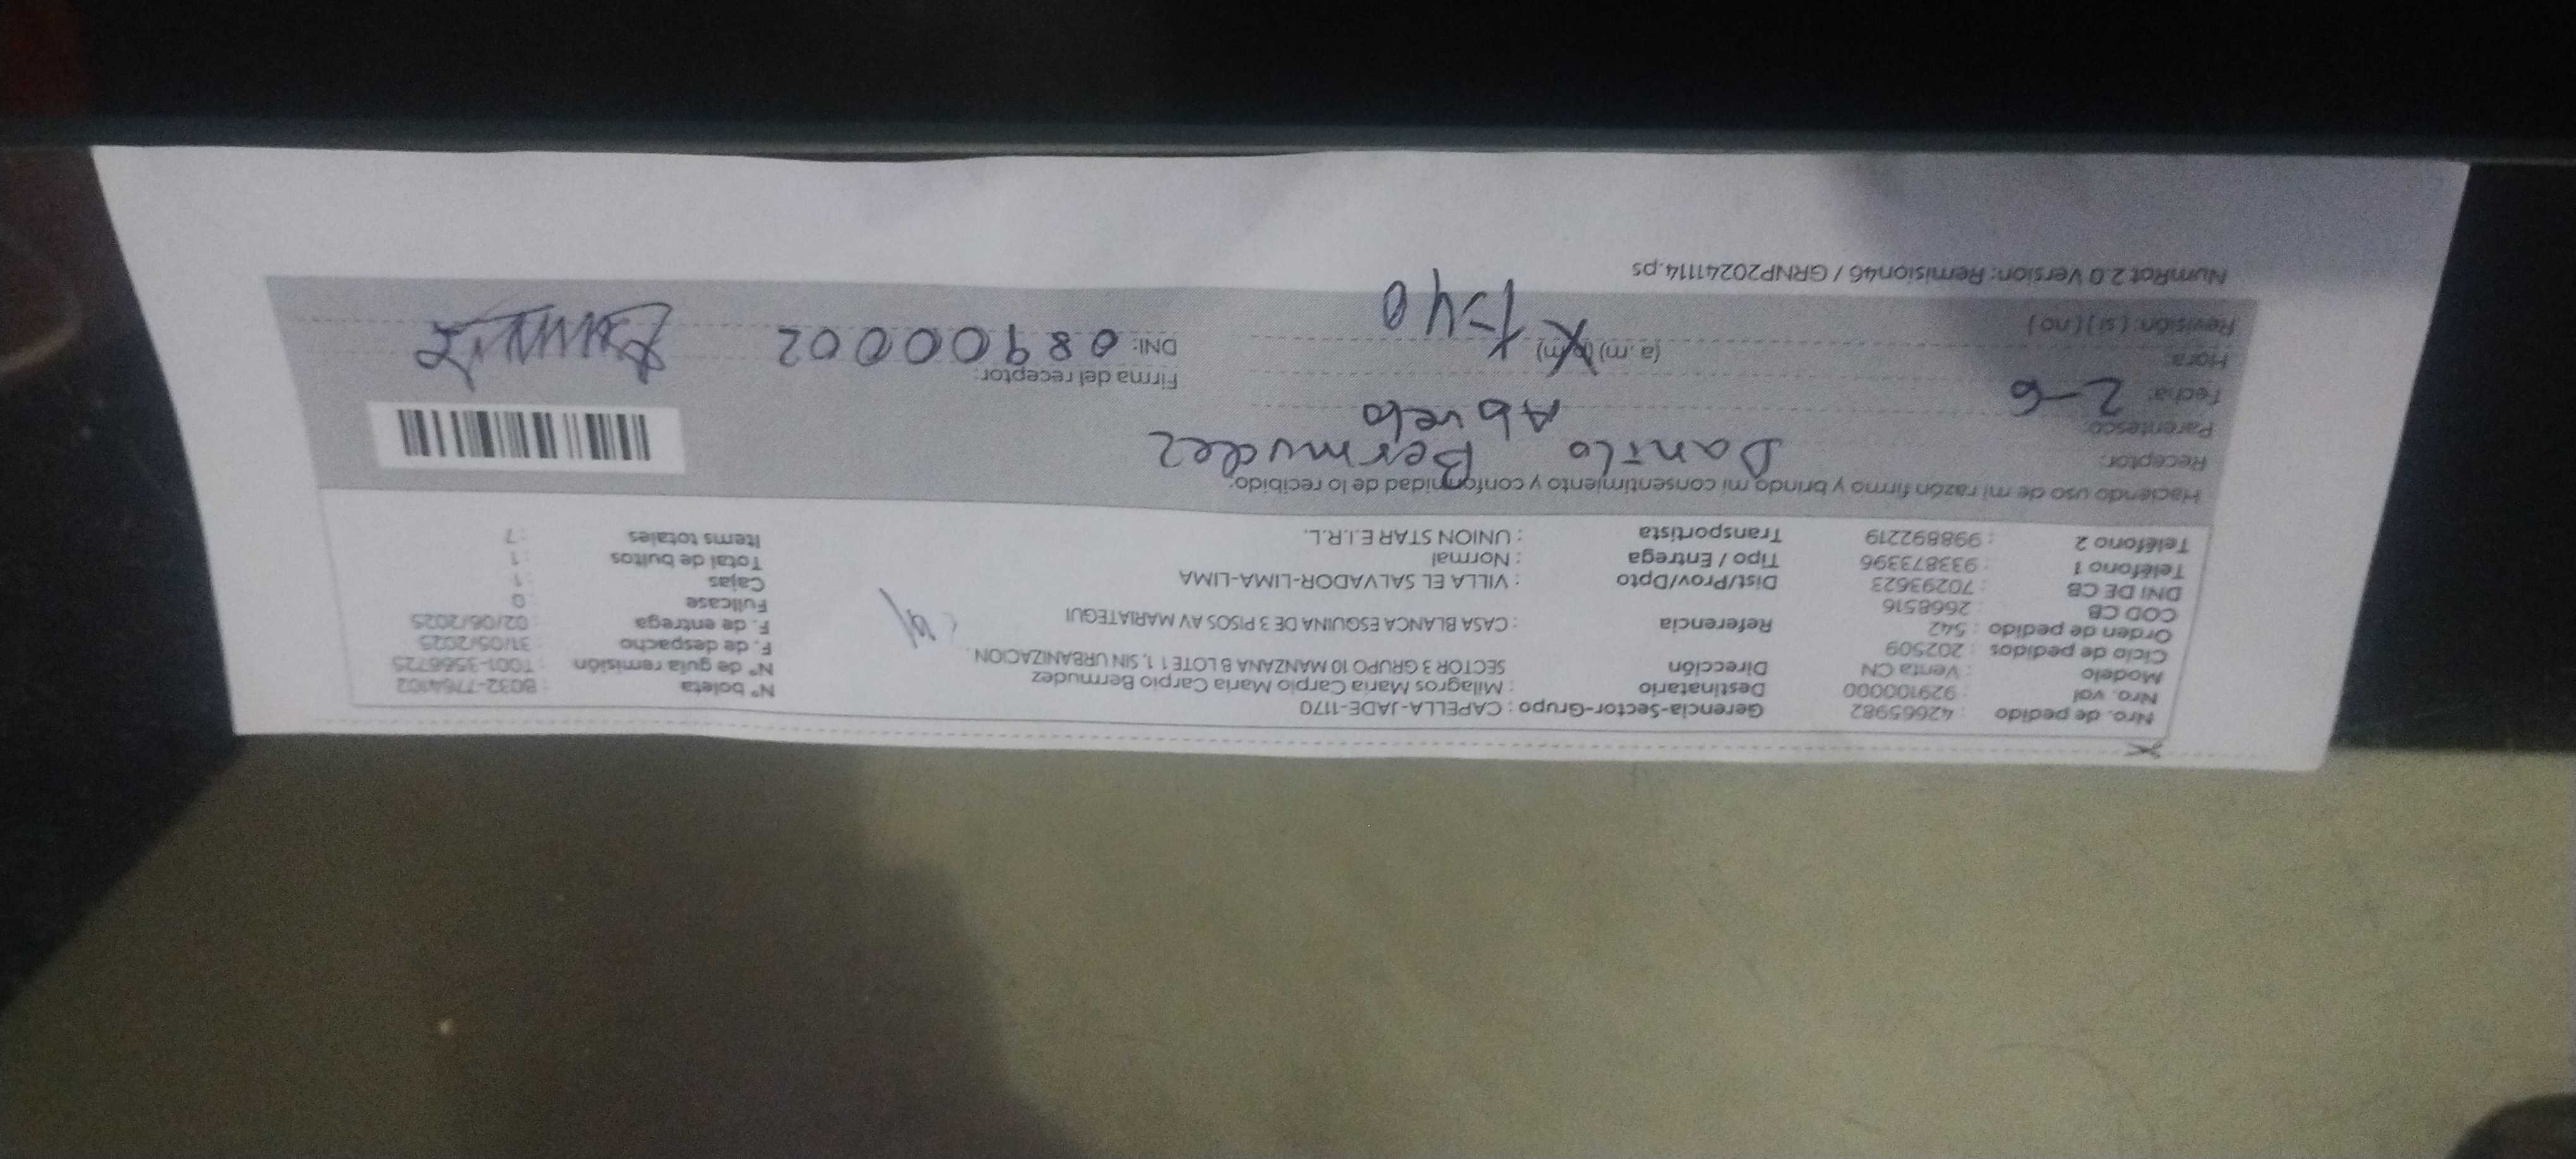 Nro. de pedido : 42665982 Gerencia-Sector-Grupo : CAPELLA-JADE-1170 N° boleta : B032-7764102
Nro. val : 929100000 Destinatario : Milagros Maria Carpio Maria Carpio Bermudez N° de guía remisión : T001-3566725
Modelo : Venta CN Dirección SECTOR 3 GRUPO 10 MANZANA B LOTE 1 1, SIN URBANIZACION. F. de despacho : 31/05/2025
Ciclo de pedidos : 202509 F. de entrega : 02/06/2025
Orden de pedido : 542 Referencia : CASA BLANCA ESQUINA DE 3 PISOS AV MARIATEGUI Fullcase : 0
COD CB : 2668516 Cajas : 1
DNI DE CB : 70293623 Dist/Prov/Dpto : VILLA EL SALVADOR-LIMA-LIMA Total de bultos : 1
Teléfono 1 : 933873396 Tipo / Entrega : Normal Items totales : 7
Teléfono 2 : 998892219 Transportista : UNION STAR E.I.R.L.
Haciendo uso de mi razón firmo y brindo mi consentimiento y conformidad de lo recibido:
Receptor: Danilo Bermudez
Parentesco: Abuelo
Fecha: 2-6
Firma del receptor:
Hora: (a. m) (p. m) 1-40
DNI: 08900002
Revisión: ( si ) ( no )
NumRot 2.0 Version: Remision46 / GRNP20241114.ps